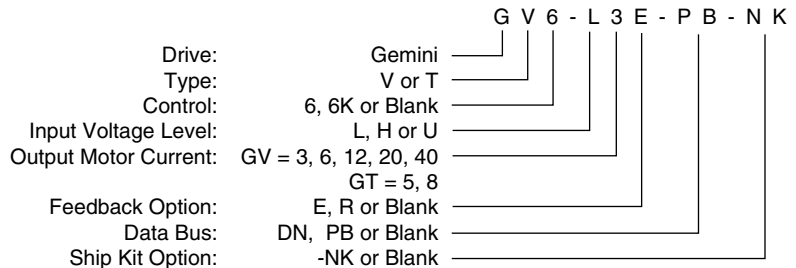 G V 6 - L 3 E - P B - N K
Drive: Gemini
Type: V or T
Control: 6, 6K or Blank
Input Voltage Level: L, H or U
Output Motor Current: GV = 3, 6, 12, 20, 40
GT = 5, 8
Feedback Option: E, R or Blank
Data Bus: DN, PB or Blank
Ship Kit Option: -NK or Blank